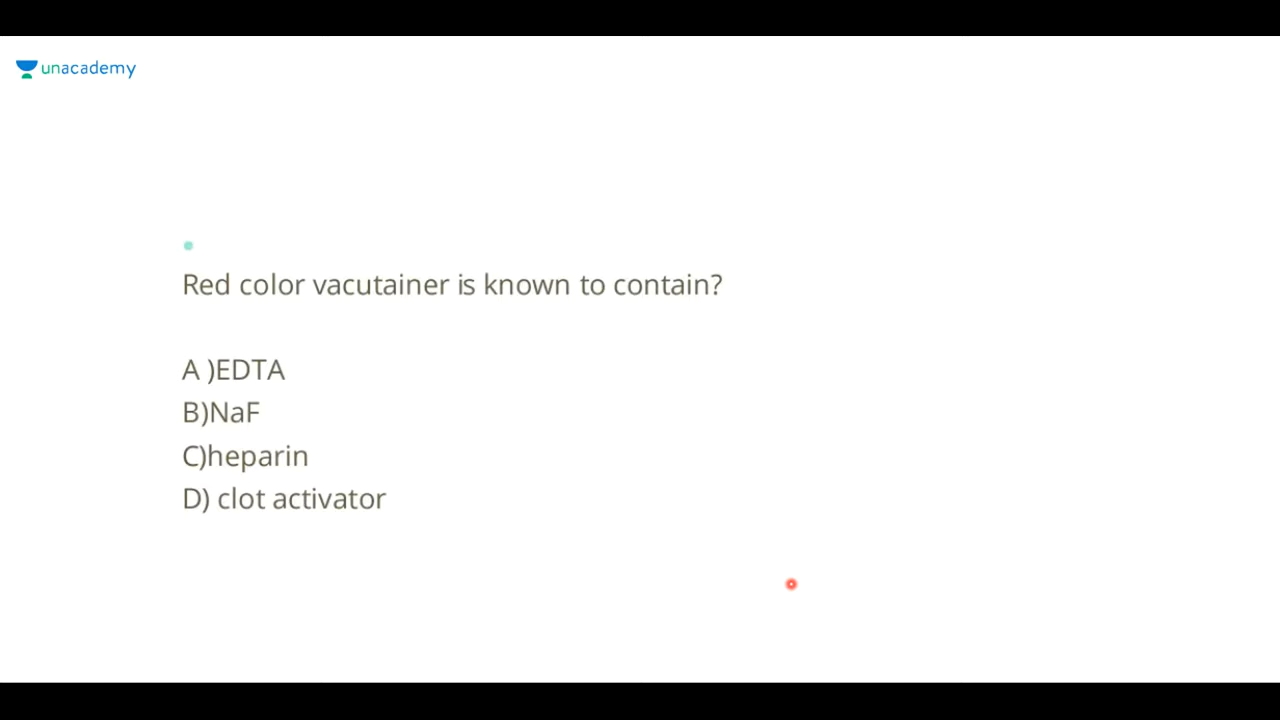 unacademy
Red color vacutainer is known to contain?
A )EDTA
B)NaF
C)heparin
D) clot activator